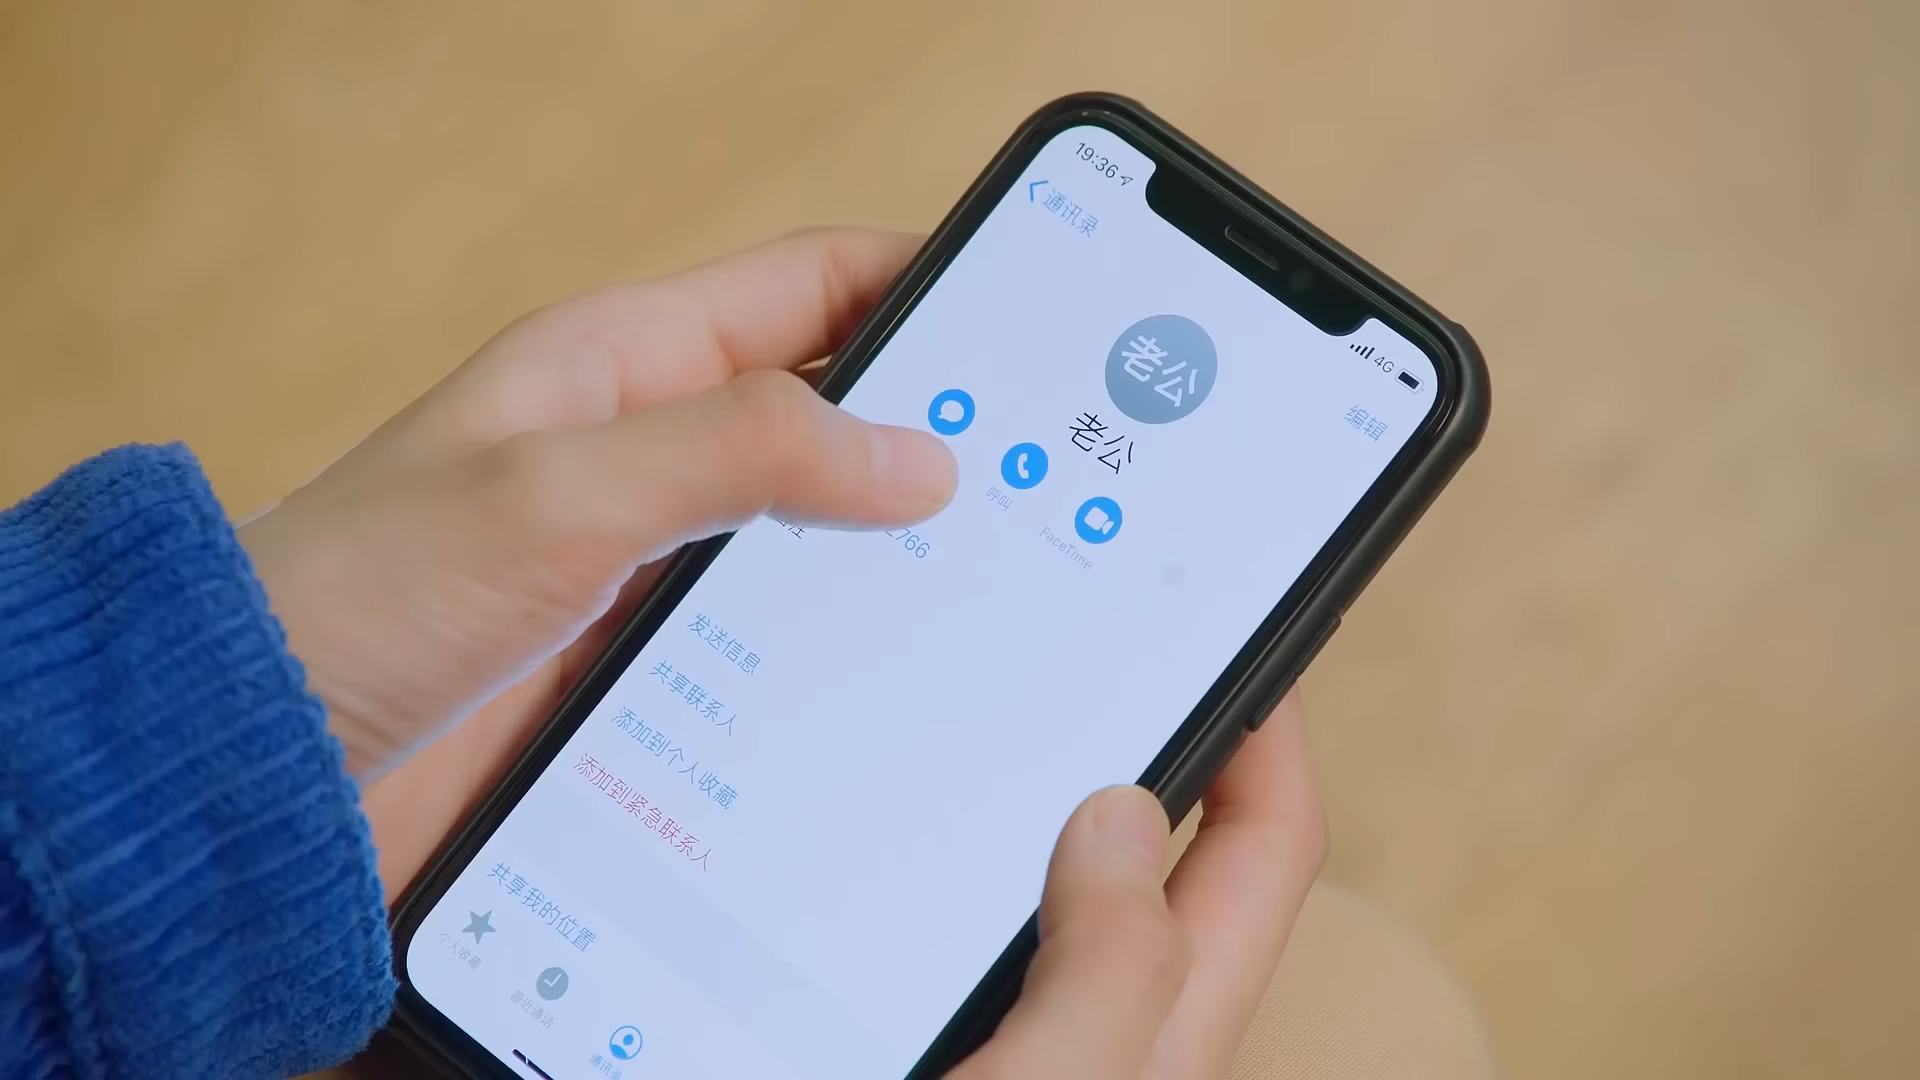 19:36
4G
通讯录
编辑
老公
老公
呼叫
FaceTime
766
发送信息
共享联系人
添加到个人收藏
添加到紧急联系人
共享我的位置
个人收藏
最近通话
通讯录